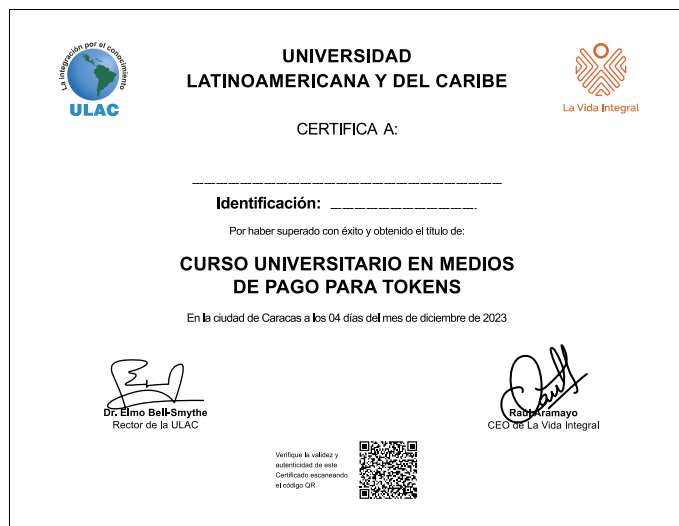 La integración por el conocimiento
ULAC
UNIVERSIDAD
LATINOAMERICANA Y DEL CARIBE
La Vida Integral
CERTIFICA A:
Identificación:
Por haber superado con éxito y obtenido el título de:
CURSO UNIVERSITARIO EN MEDIOS
DE PAGO PARA TOKENS
En la ciudad de Caracas a los 04 días del mes de diciembre de 2023
Dr. Elmo Bell-Smythe
Rector de la ULAC
Raúl Aramayo
CEO de La Vida Integral
Verifique la validez y
autenticidad de este
Certificado escaneando
el código QR